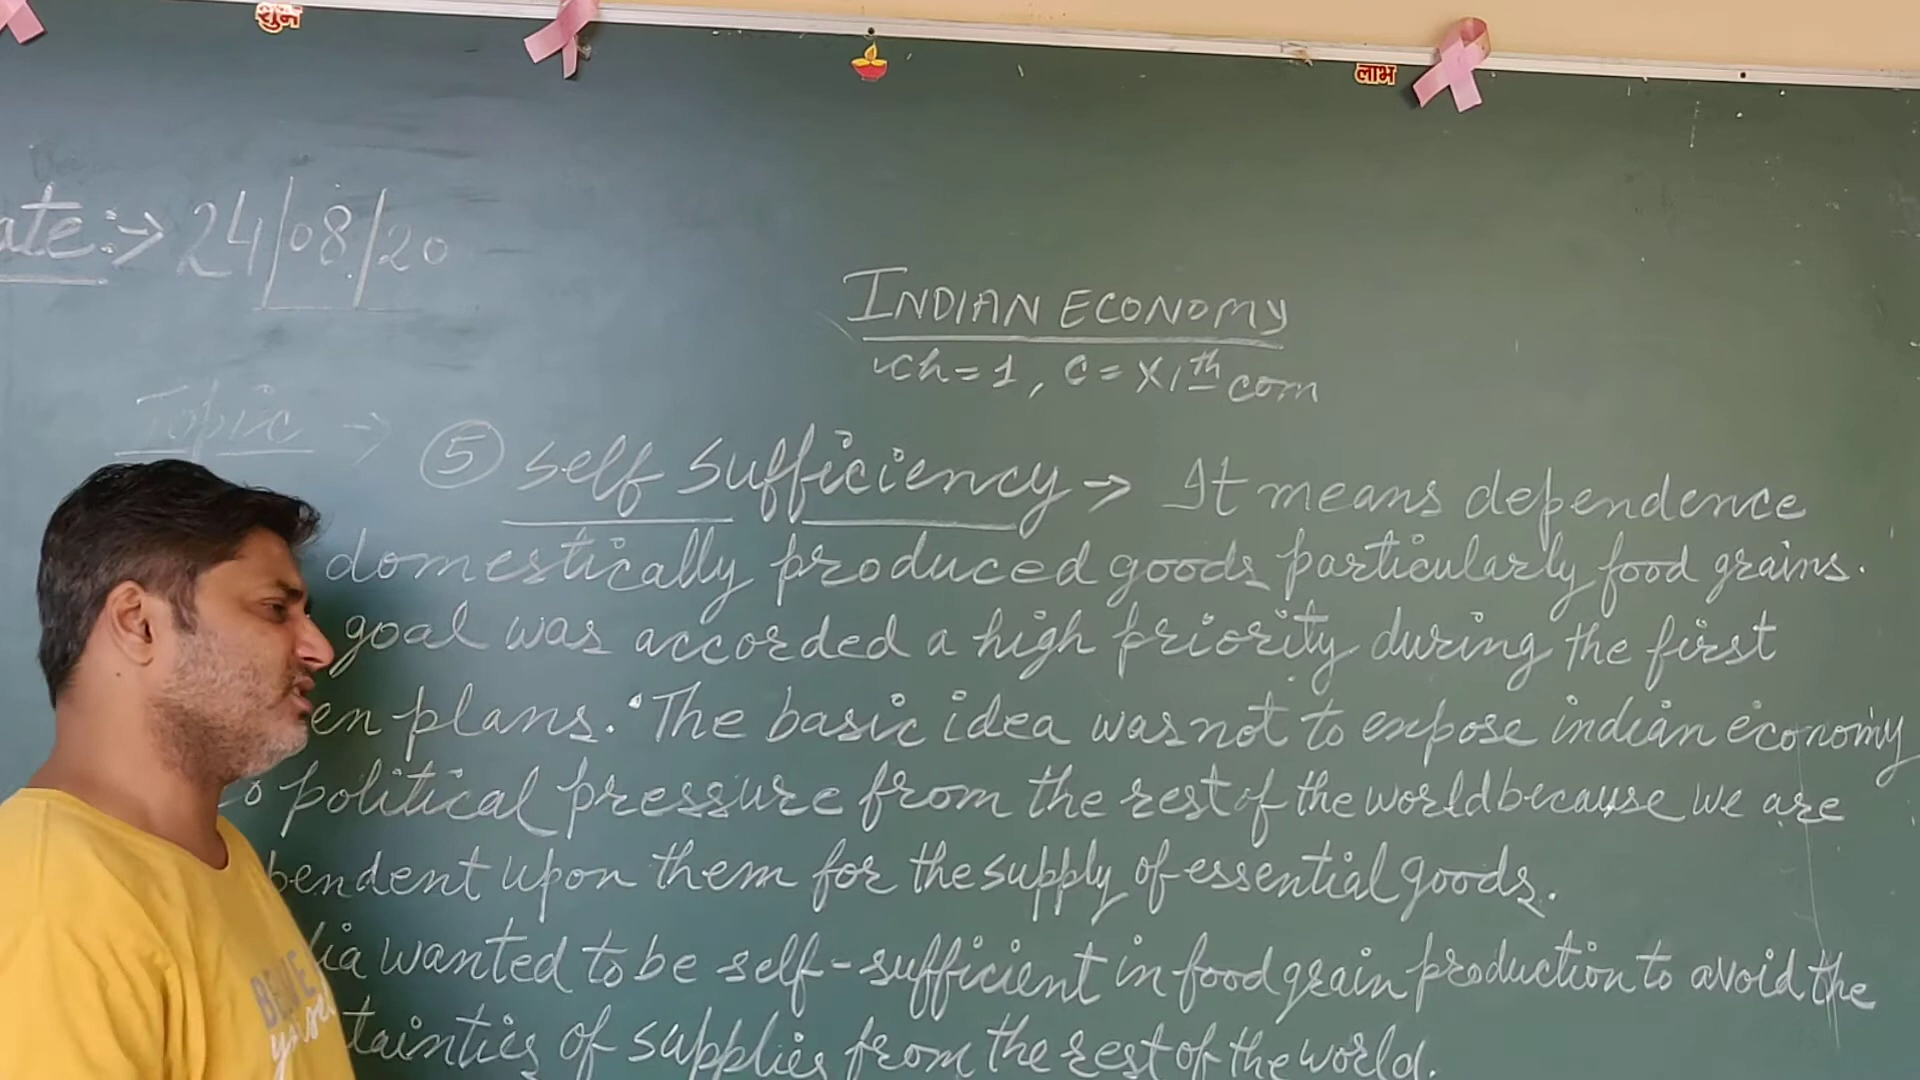 शुभ
लाभ
ate:→ 24/08/20
INDIAN ECONOMY
Ch=1, C=XIth com
Topic →
⑤ Self Sufficiency → It means dependence
domestically produced goods particularly food grains.
goal was accorded a high priority during the first
en plans. The basic idea was not to expose indian economy
o political pressure from the rest of the world because we are
pendent upon them for the supply of essential goods.
ia wanted to be self-sufficient in food grain production to avoid the
tainties of supplies from the rest of the world.